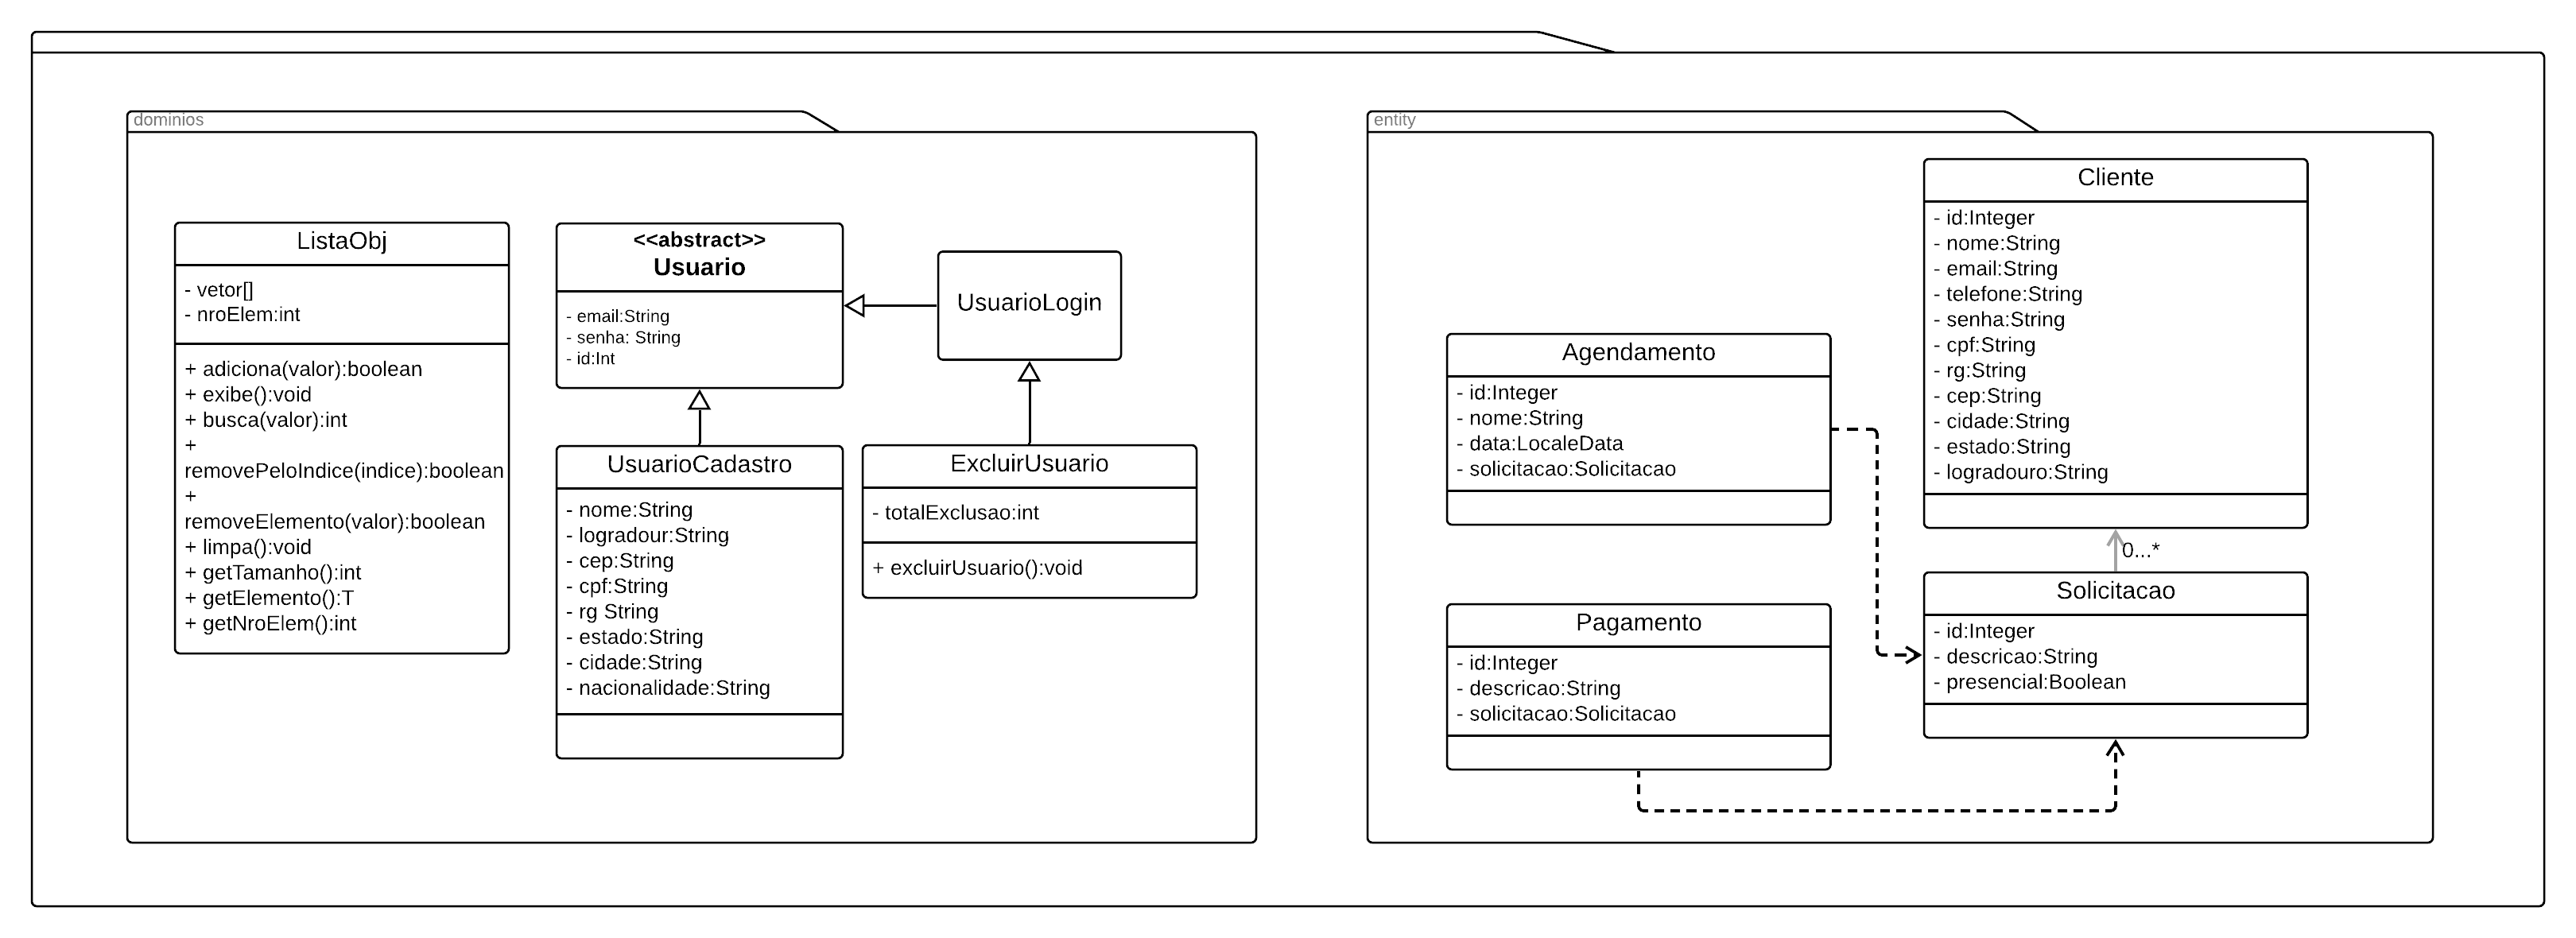 dominios
ListaObj
- vetor[]
- nroElem:int
+ adiciona(valor):boolean
+ exibe():void
+ busca(valor):int
+
removePeloIndice(indice):boolean
+
removeElemento(valor):boolean
+ limpa():void
+ getTamanho():int
+ getElemento():T
+ getNroElem():int
<<abstract>>
Usuario
- email:String
- senha: String
- id:Int
UsuarioLogin
UsuarioCadastro
- nome:String
- logradour:String
- cep:String
- cpf:String
- rg String
- estado:String
- cidade:String
- nacionalidade:String
ExcluirUsuario
- totalExclusao:int
+ excluirUsuario():void
entity
Agendamento
- id:Integer
- nome:String
- data:LocaleData
- solicitacao:Solicitacao
Pagamento
- id:Integer
- descricao:String
- solicitacao:Solicitacao
Cliente
- id:Integer
- nome:String
- email:String
- telefone:String
- senha:String
- cpf:String
- rg:String
- cep:String
- cidade:String
- estado:String
- logradouro:String
0...*
Solicitacao
- id:Integer
- descricao:String
- presencial:Boolean